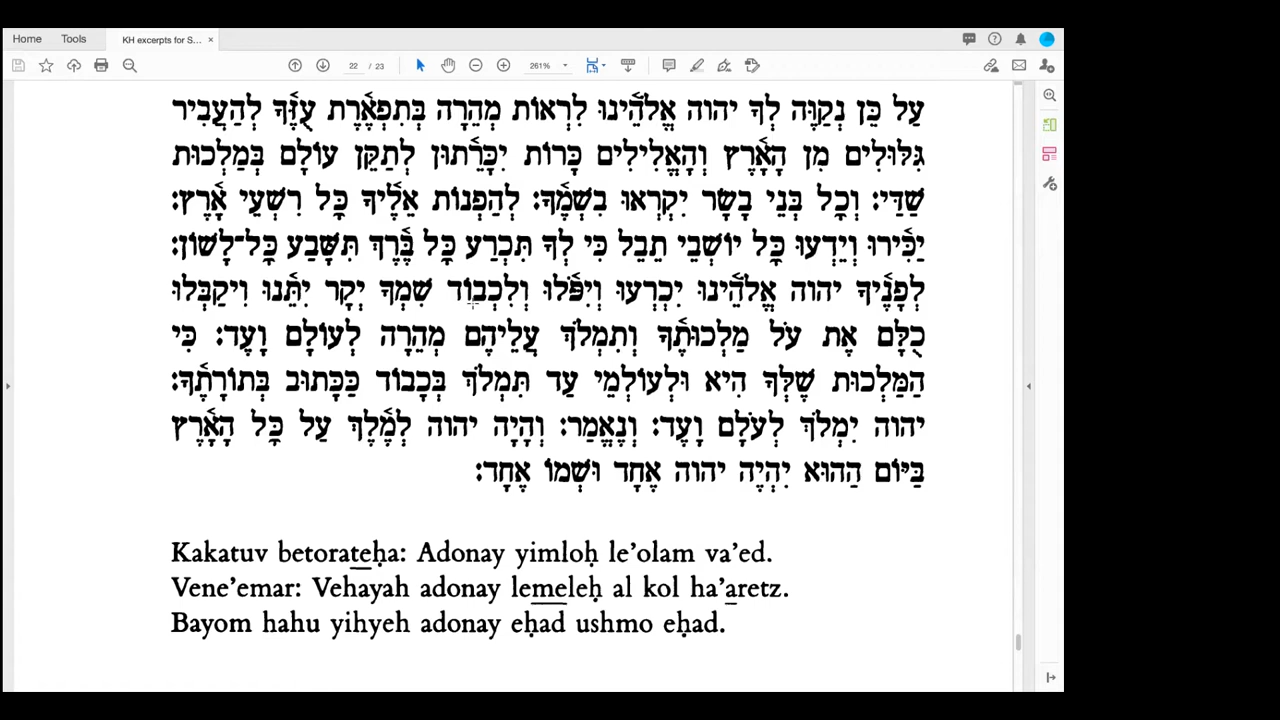 Home Tools KH excerpts for S... ×
22 / 23 261%
עַל כֵּן נְקַוֶּה לְךָ יהוה אֱלֹהֵ֫ינוּ לִרְאוֹת מְהֵרָה בְּתִפְאֶ֫רֶת עֻזֶּ֫ךָ לְהַעֲבִיר
גִּלּוּלִים מִן הָאָ֫רֶץ וְהָאֱלִילִים כָּרוֹת יִכָּרֵתוּן לְתַקֵּן עוֹלָם בְּמַלְכוּת
שַׁדַּי: וְכָל בְּנֵי בָשָׂר יִקְרְאוּ בִשְׁמֶ֫ךָ: לְהַפְנוֹת אֵלֶ֫יךָ כָּל רִשְׁעֵי אָ֫רֶץ:
יַכִּ֫ירוּ וְיֵדְעוּ כָּל יוֹשְׁבֵי תֵבֵל כִּי לְךָ תִּכְרַע כָּל בֶּ֫רֶךְ תִּשָּׁבַע כָּל־לָשׁוֹן:
לְפָנֶ֫יךָ יהוה אֱלֹהֵ֫ינוּ יִכְרְעוּ וְיִפֹּ֫לוּ וְלִכְבוֹד שִׁמְךָ יְקָר יִתֵּ֫נוּ וִיקַבְּלוּ
כֻלָּם אֶת עֹל מַלְכוּתֶ֫ךָ וְתִמְלֹךְ עֲלֵיהֶם מְהֵרָה לְעוֹלָם וָעֶד: כִּי
הַמַּלְכוּת שֶׁלְּךָ הִיא וּלְעוֹלְמֵי עַד תִּמְלֹךְ בְּכָבוֹד כַּכָּתוּב בְּתוֹרָתֶ֫ךָ:
יהוה יִמְלֹךְ לְעֹלָם וָעֶד: וְנֶאֱמַר: וְהָיָה יהוה לְמֶ֫לֶךְ עַל כָּל הָאָ֫רֶץ
בַּיּוֹם הַהוּא יִהְיֶה יהוה אֶחָד וּשְׁמוֹ אֶחָד:
Kakatuv betorateḥa: Adonay yimloḥ le’olam va’ed.
Vene’emar: Vehayah adonay lemeleḥ al kol ha’aretz.
Bayom hahu yihyeh adonay eḥad ushmo eḥad.